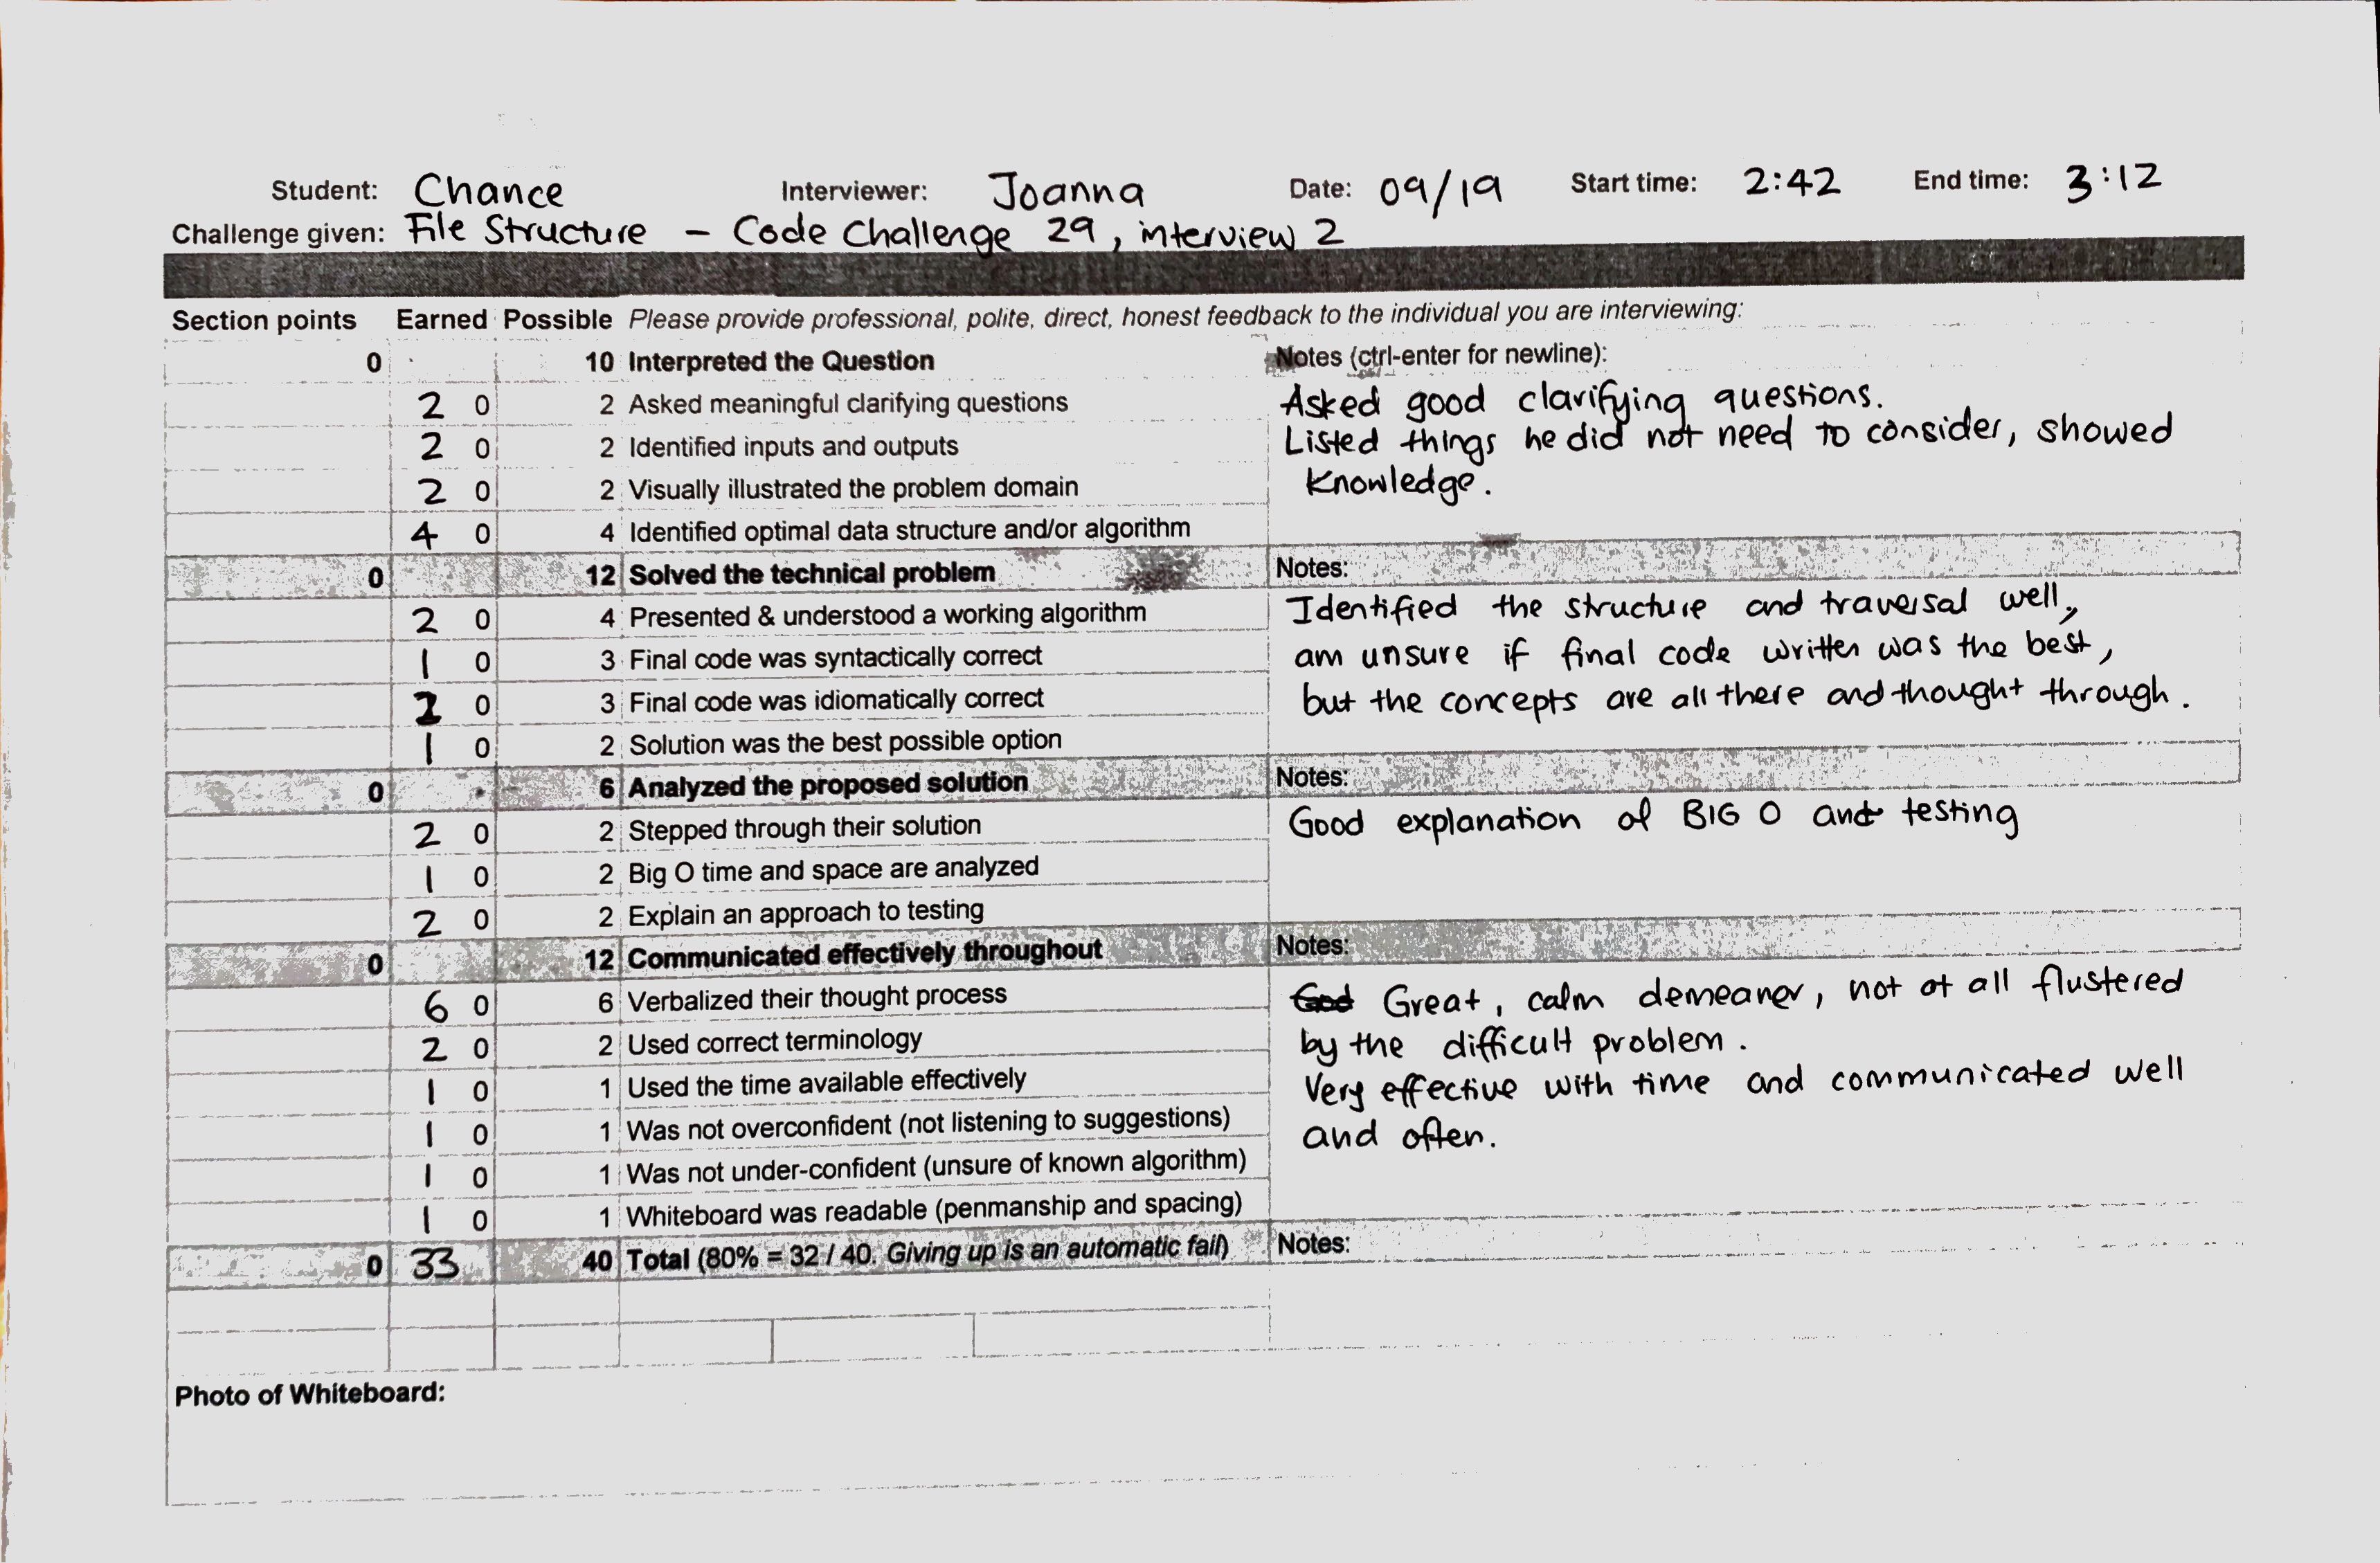 Student: Chance Interviewer: Joanna Date: 09/19 Start time: 2:42 End time: 3:12
Challenge given: File Structure - Code Challenge 29, interview 2
Section points Earned Possible Please provide professional, polite, direct, honest feedback to the individual you are interviewing:
0 10 Interpreted the Question Notes (ctrl-enter for newline):
2 0 2 Asked meaningful clarifying questions Asked good clarifying questions.
2 0 2 Identified inputs and outputs Listed things he did not need to consider, showed
2 0 2 Visually illustrated the problem domain Knowledge.
4 0 4 Identified optimal data structure and/or algorithm
0 12 Solved the technical problem Notes:
2 0 4 Presented & understood a working algorithm Identified the structure and traversal well,
1 0 3 Final code was syntactically correct am unsure if final code written was the best,
2 0 3 Final code was idiomatically correct but the concepts are all there and thought through.
1 0 2 Solution was the best possible option
0 6 Analyzed the proposed solution Notes:
2 0 2 Stepped through their solution Good explanation of BIG O and testing
1 0 2 Big O time and space are analyzed
2 0 2 Explain an approach to testing
0 12 Communicated effectively throughout Notes:
6 0 6 Verbalized their thought process Great, calm demeaner, not at all flustered
2 0 2 Used correct terminology by the difficult problem.
1 0 1 Used the time available effectively Very effective with time and communicated well
1 0 1 Was not overconfident (not listening to suggestions) and often.
1 0 1 Was not under-confident (unsure of known algorithm)
1 0 1 Whiteboard was readable (penmanship and spacing)
0 33 40 Total (80% = 32 / 40. Giving up is an automatic fail) Notes:
Photo of Whiteboard: